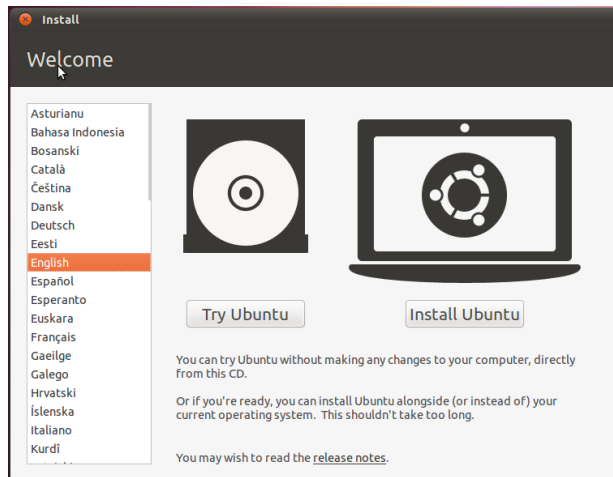 Install
Welcome
Asturianu
Bahasa Indonesia
Bosanski
Català
Čeština
Dansk
Deutsch
Eesti
English
Español
Esperanto
Euskara
Français
Gaeilge
Galego
Hrvatski
Íslenska
Italiano
Kurdî
Try Ubuntu
Install Ubuntu
You can try Ubuntu without making any changes to your computer, directly
from this CD.
Or if you're ready, you can install Ubuntu alongside (or instead of) your
current operating system. This shouldn't take too long.
You may wish to read the release notes.